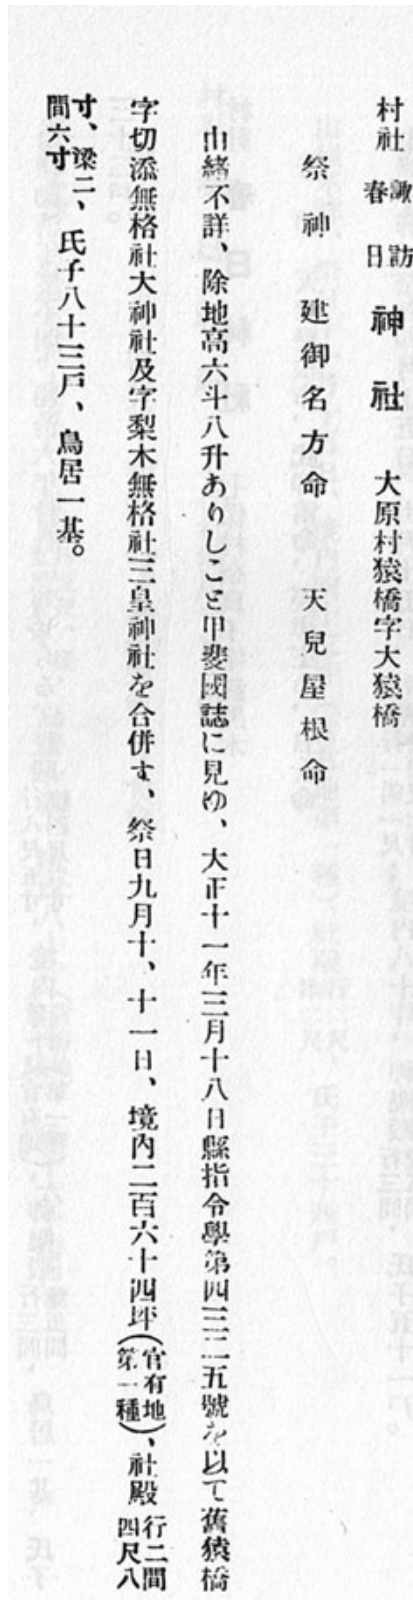 村社 諏訪春日神社 大原村猿橋字大猿橋
祭神 建御名方命 天兒屋根命
由緒不詳、除地高六斗八升ありしこと甲斐國誌に見ゆ、大正十一年三月十八日縣指令學第四三二五號を以て舊猿橋
字切添無格社大神社及字梨木無格社三皇神社を合併す、祭日九月十、十一日、境内二百六十四坪(官有地第一種)、社殿行二間四尺八
寸、梁二間六寸、氏子八十三戸、鳥居一基。